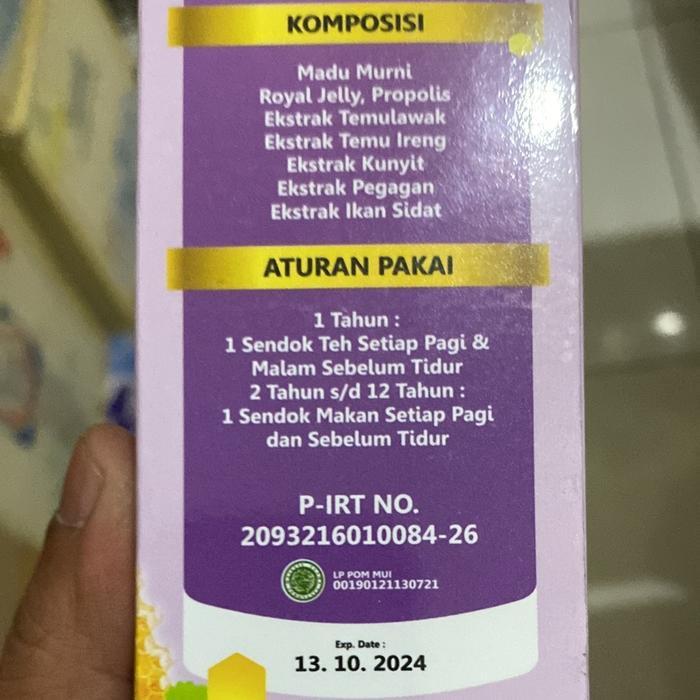 KOMPOSISI
Madu Murni
Royal Jelly, Propolis
Ekstrak Temulawak
Ekstrak Temu Ireng
Ekstrak Kunyit
Ekstrak Pegagan
Ekstrak Ikan Sidat
ATURAN PAKAI
1 Tahun :
1 Sendok Teh Setiap Pagi &
Malam Sebelum Tidur
2 Tahun s/d 12 Tahun :
1 Sendok Makan Setiap Pagi
dan Sebelum Tidur
P-IRT NO.
2093216010084-26
LP POM MUI
00190121130721
Exp. Date :
13. 10. 2024